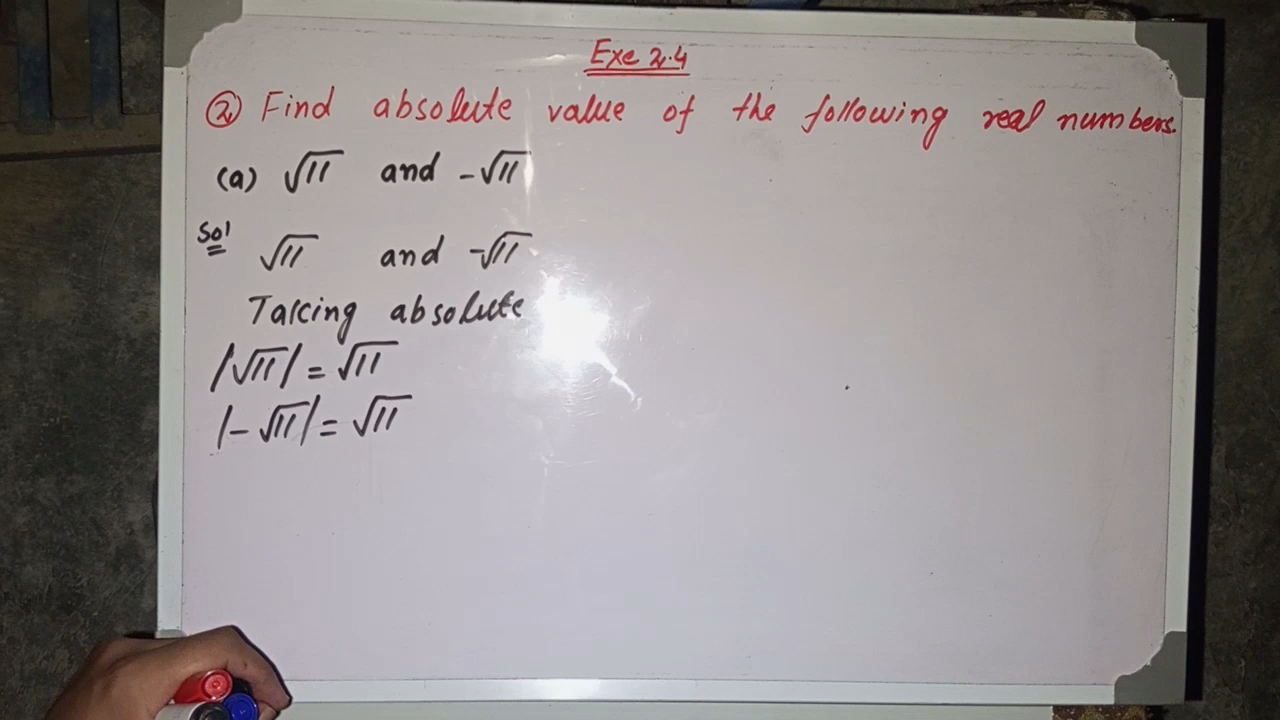 Exe 2.4
② Find absolute value of the following real numbers.
(a) √11 and -√11
Sol
√11 and -√11
Taking absolute
|√11| = √11
|-√11| = √11